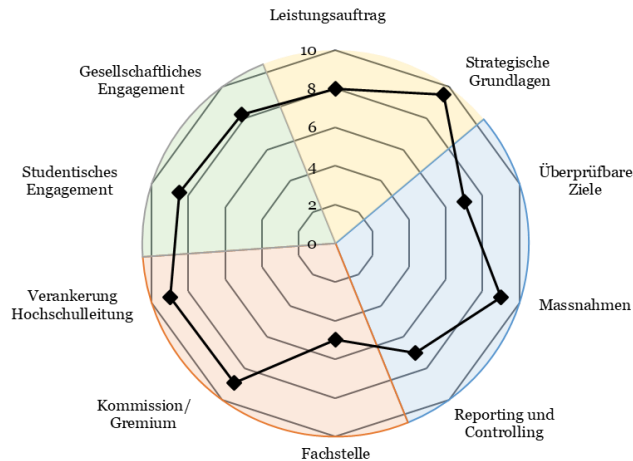 Leistungsauftrag
Strategische
Grundlagen
Überprüfbare
Ziele
Massnahmen
Reporting und
Controlling
Fachstelle
Kommission/
Gremium
Verankerung
Hochschulleitung
Studentisches
Engagement
Gesellschaftliches
Engagement
10
8
6
4
2
0